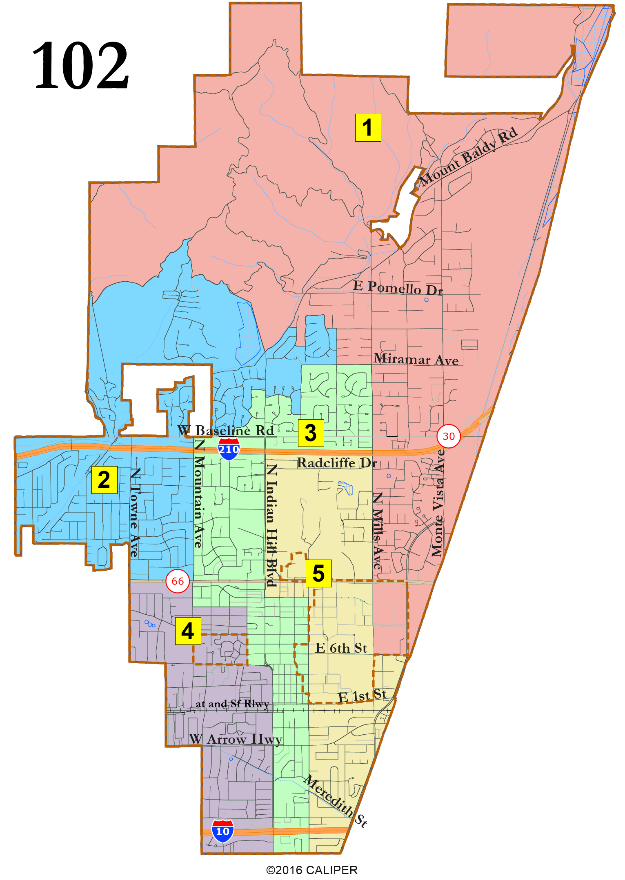 102
1
Mount Baldy Rd
E Pomello Dr
Miramar Ave
W Baseline Rd
3
30
210
Radcliffe Dr
2
N Towne Ave
N Mountain Ave
N Indian Hill Blvd
N Mills Ave
Monte Vista Ave
5
66
4
E 6th St
E 1st St
at and Sf Rlwy
W Arrow Hwy
Meredith St
10
©2016 CALIPER